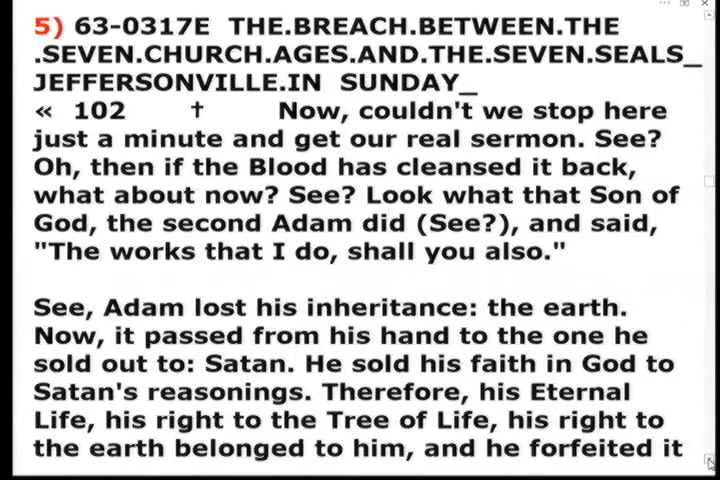 5) 63-0317E THE.BREACH.BETWEEN.THE
.SEVEN.CHURCH.AGES.AND.THE.SEVEN.SEALS_
JEFFERSONVILLE.IN SUNDAY_
« 102 † Now, couldn't we stop here
just a minute and get our real sermon. See?
Oh, then if the Blood has cleansed it back,
what about now? See? Look what that Son of
God, the second Adam did (See?), and said,
"The works that I do, shall you also."
See, Adam lost his inheritance: the earth.
Now, it passed from his hand to the one he
sold out to: Satan. He sold his faith in God to
Satan's reasonings. Therefore, his Eternal
Life, his right to the Tree of Life, his right to
the earth belonged to him, and he forfeited it